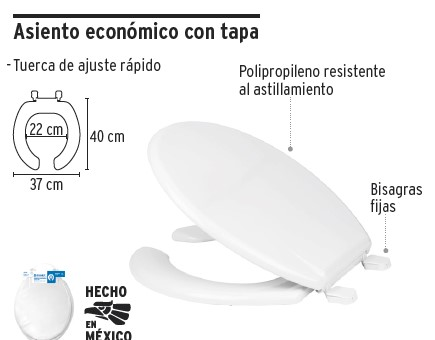 Asiento económico con tapa
- Tuerca de ajuste rápido
Polipropileno resistente
al astillamiento
22 cm
40 cm
37 cm
Bisagras
fijas
HECHO
EN
MÉXICO